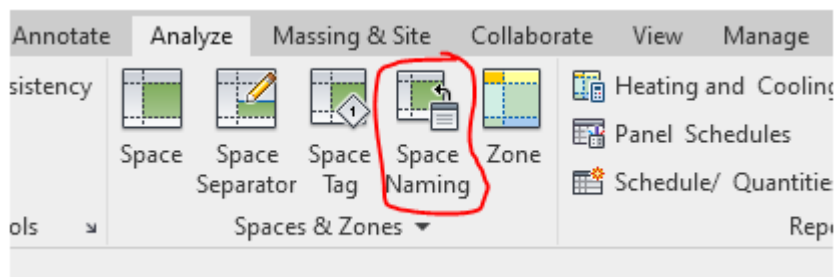 Annotate Analyze Massing & Site Collaborate View Manage
sistency
Space
Space
Separator
Space
Tag
1
Space
Naming
Zone
Heating and Cooling
Panel Schedules
Schedule/ Quantitie
ols
Spaces & Zones
Rep